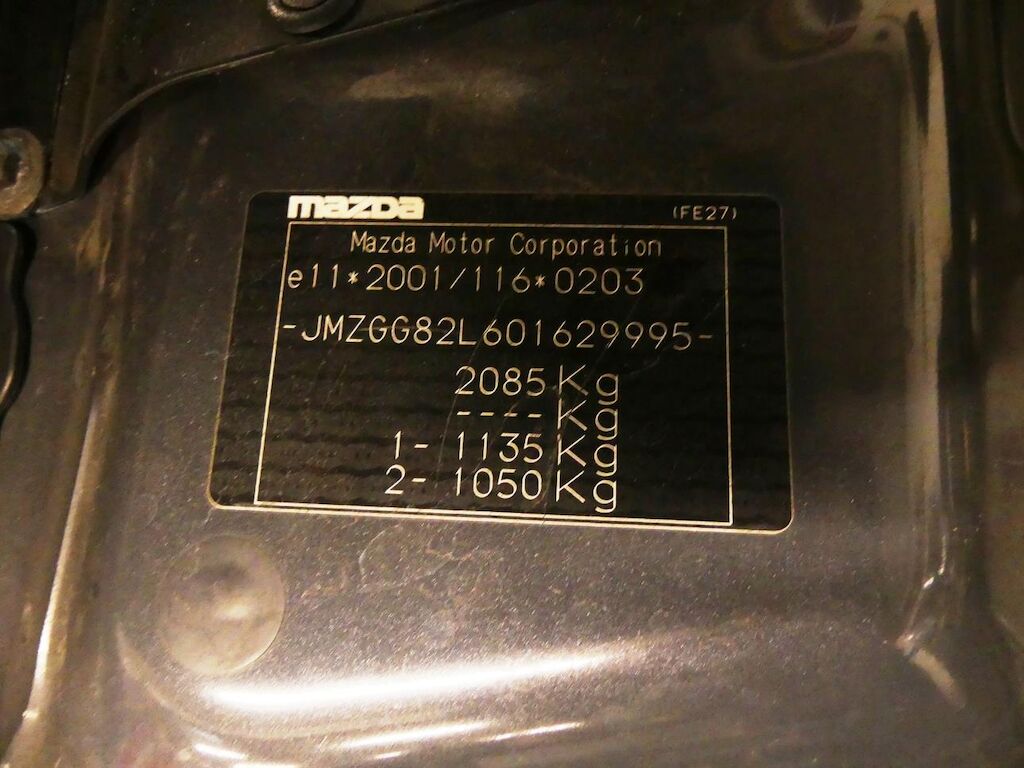 mazda (FE27)
Mazda Motor Corporation
e11*2001/116*0203
-JMZGG82L601629995-
2085 Kg
---- Kg
1- 1135 Kg
2- 1050 Kg